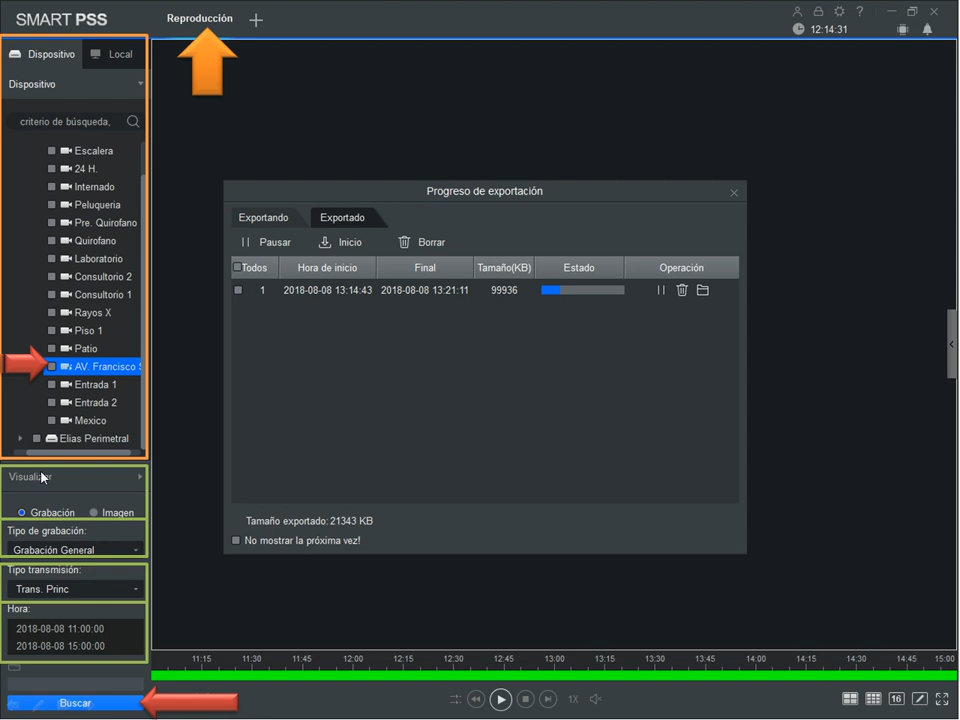 SMART PSS
Reproducción
12:14:31
Dispositivo
Local
Dispositivo
criterio de búsqueda,
Escalera
24 H.
Internado
Peluqueria
Pre. Quirofano
Quirofano
Laboratorio
Consultorio 2
Consultorio 1
Rayos X
Piso 1
Patio
AV. Francisco
Entrada 1
Entrada 2
Mexico
Elias Perimetral
Visualizar
Grabación Imagen
Tipo de grabación:
Grabación General
Tipo transmisión:
Trans. Princ
Hora:
2018-08-08 11:00:00
2018-08-08 15:00:00
Buscar
Progreso de exportación
Exportando Exportado
Pausar Inicio Borrar
Todos Hora de inicio Final Tamaño(KB) Estado Operación
1 2018-08-08 13:14:43 2018-08-08 13:21:11 99936
Tamaño exportado: 21343 KB
No mostrar la próxima vez!
11:15 11:30 11:45 12:00 12:15 12:30 12:45 13:00 13:15 13:30 13:45 14:00 14:15 14:30 14:45 15:00
1X
16